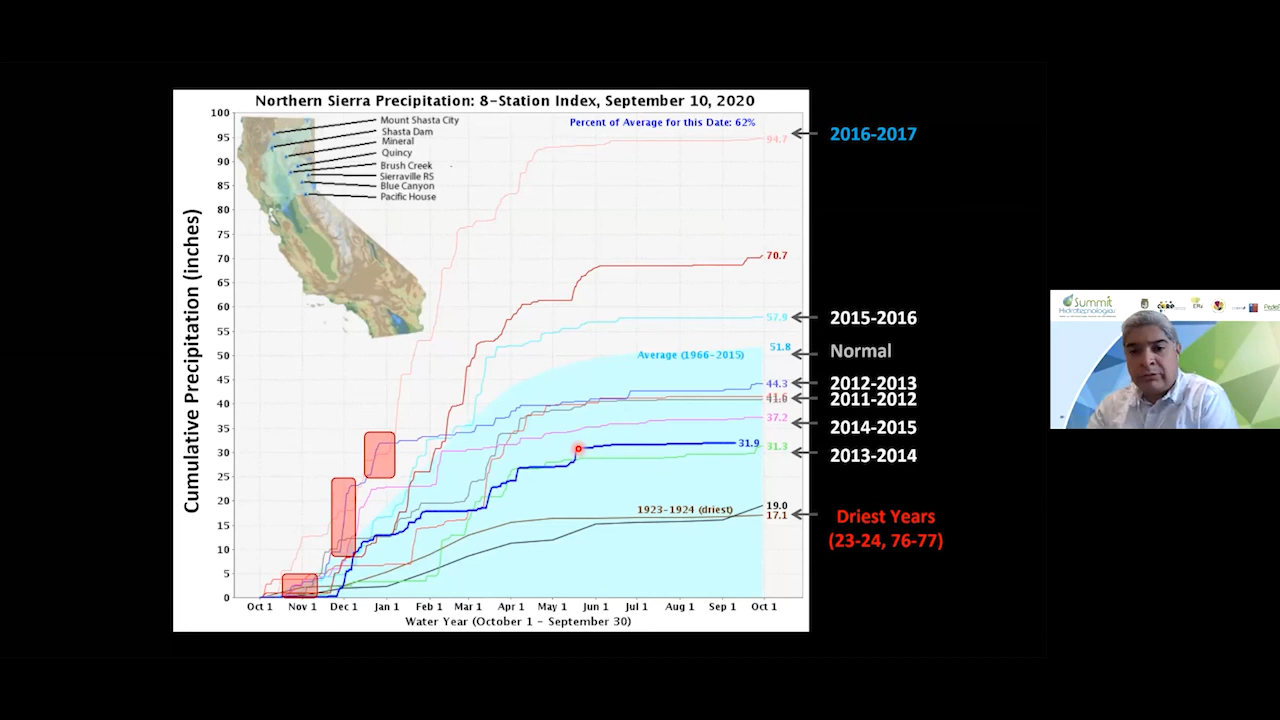 Northern Sierra Precipitation: 8-Station Index, September 10, 2020
Percent of Average for this Date: 62%
Cumulative Precipitation (inches)
100
95
90
85
80
75
70
65
60
55
50
45
40
35
30
25
20
15
10
5
0
Mount Shasta City
Shasta Dam
Mineral
Quincy
Brush Creek
Sierraville RS
Blue Canyon
Pacific House
94.7
70.7
57.9
51.8
Average (1966-2015)
44.3
41.6
37.2
31.9
31.3
1923-1924 (driest)
19.0
17.1
Oct 1 Nov 1 Dec 1 Jan 1 Feb 1 Mar 1 Apr 1 May 1 Jun 1 Jul 1 Aug 1 Sep 1 Oct 1
Water Year (October 1 - September 30)
2016-2017
2015-2016
Normal
2012-2013
2011-2012
2014-2015
2013-2014
Driest Years
(23-24, 76-77)
Summit
Hidrotecnologías